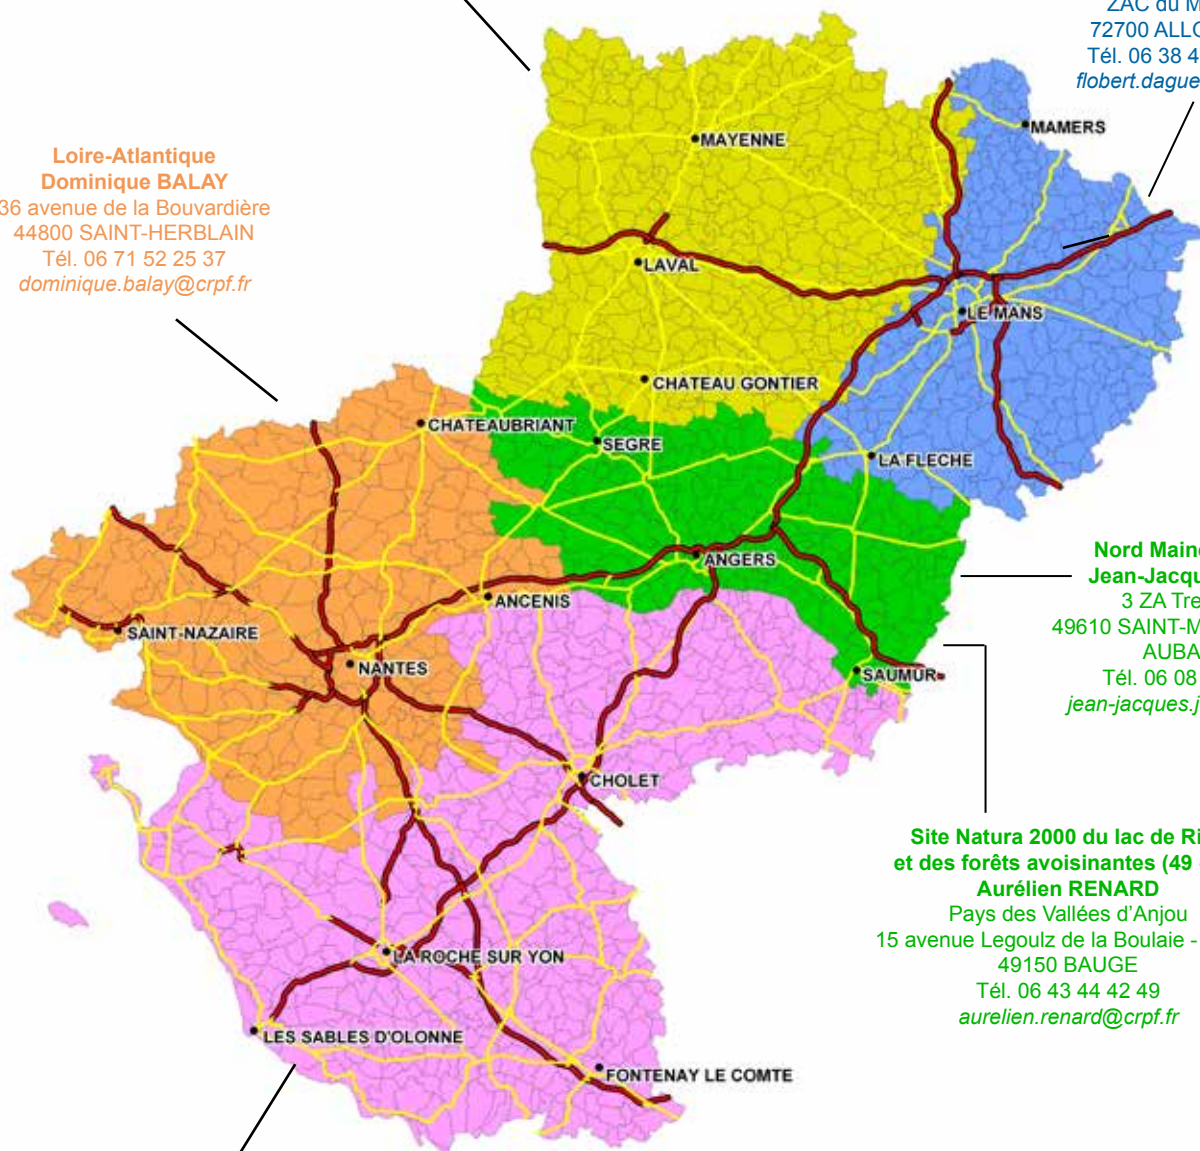 ZAC du M
72700 ALLO
Tél. 06 38 4
flobert.dague
Loire-Atlantique
Dominique BALAY
36 avenue de la Bouvardière
44800 SAINT-HERBLAIN
Tél. 06 71 52 25 37
dominique.balay@crpf.fr
MAMERS
MAYENNE
LAVAL
LE MANS
CHATEAU GONTIER
CHATEAUBRIANT
SEGRE
LA FLECHE
ANGERS
ANCENIS
SAINT-NAZAIRE
NANTES
SAUMUR
CHOLET
LA ROCHE SUR YON
LES SABLES D'OLONNE
FONTENAY LE COMTE
Nord Maine
Jean-Jacqu
3 ZA Tre
49610 SAINT-M
AUBA
Tél. 06 08
jean-jacques.j
Site Natura 2000 du lac de Ri
et des forêts avoisinantes (49
Aurélien RENARD
Pays des Vallées d'Anjou
15 avenue Legoulz de la Boulaie -
49150 BAUGE
Tél. 06 43 44 42 49
aurelien.renard@crpf.fr